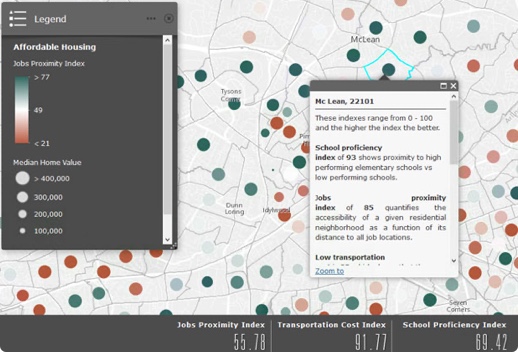 Legend
Affordable Housing
Jobs Proximity Index
> 77
49
< 21
Median Home Value
> 400,000
300,000
200,000
100,000
McLean
Tysons
Corner
Dunn
Loring
Idylwood
Seven
Corners
Mc Lean, 22101
These indexes range from 0 - 100
and the higher the index the better.
School proficiency
index of 93 shows proximity to high
performing elementary schools vs
low performing schools.
Jobs proximity
index of 85 quantifies the
accessibility of a given residential
neighborhood as a function of its
distance to all job locations.
Low transportation
Zoom to
Jobs Proximity Index
55.78
Transportation Cost Index
91.77
School Proficiency Index
69.42